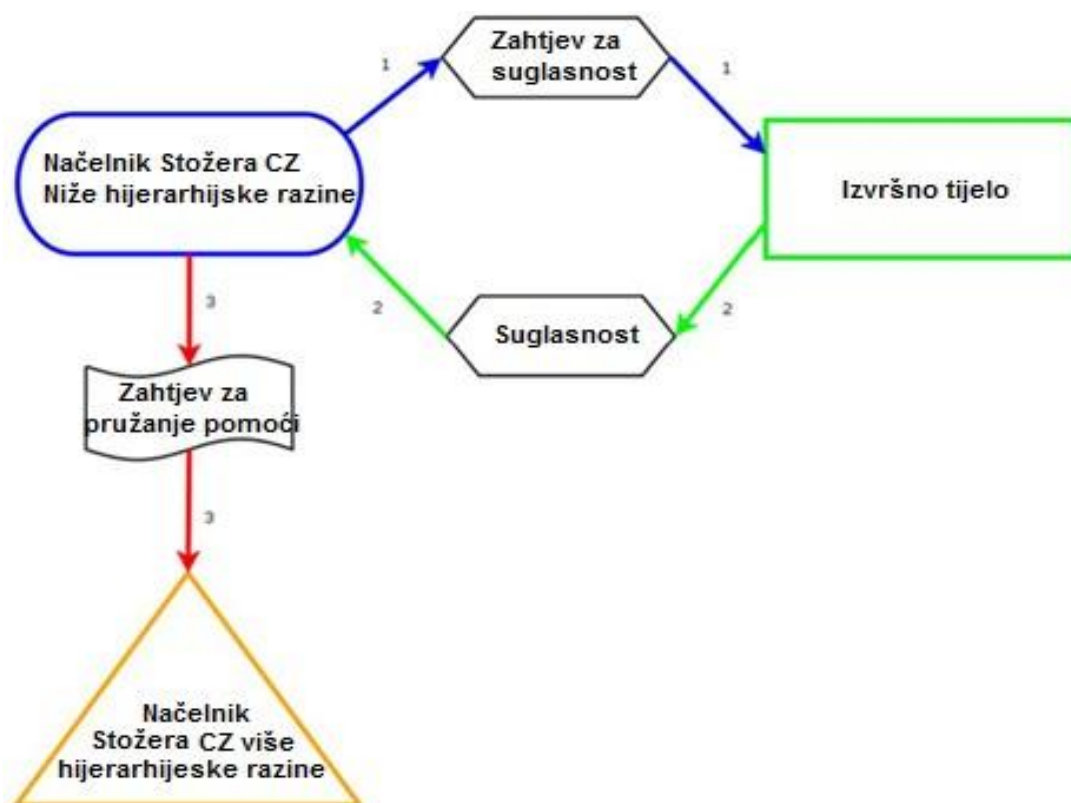 Zahtjev za
suglasnost
1
1
Načelnik Stožera CZ
Niže hijerarhijske razine
Izvršno tijelo
2
2
Suglasnost
3
Zahtjev za
pružanje pomoći
3
Načelnik
Stožera CZ više
hijerarhijeske razine